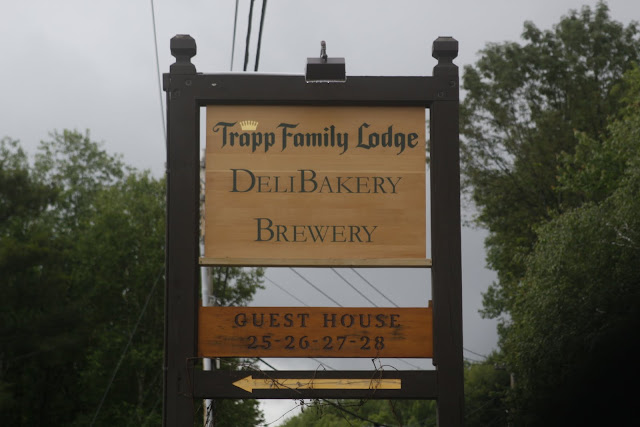 Trapp Family Lodge
DELIBAKERY
BREWERY
GUEST HOUSE
25-26-27-28